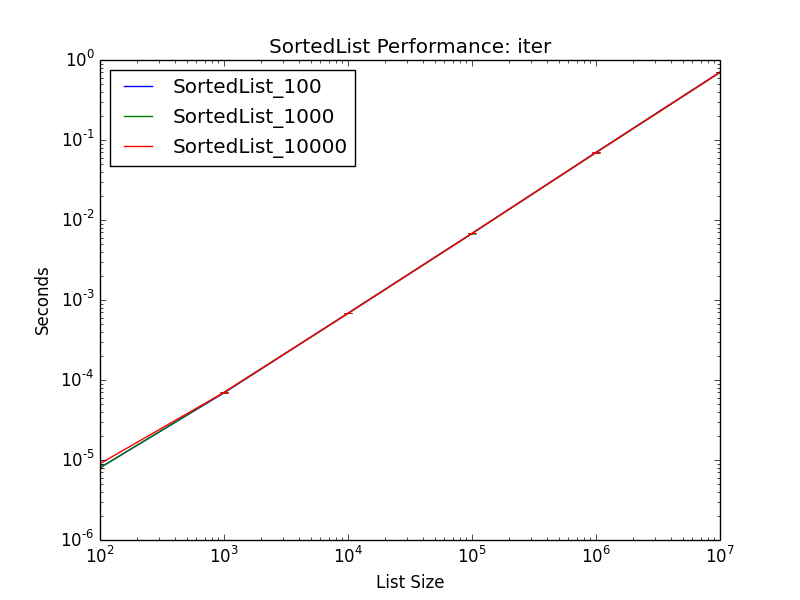 SortedList Performance: iter
10^0
SortedList_100
SortedList_1000
SortedList_10000
10^-1
10^-2
10^-3
10^-4
10^-5
10^-6
Seconds
10^2 10^3 10^4 10^5 10^6 10^7
List Size